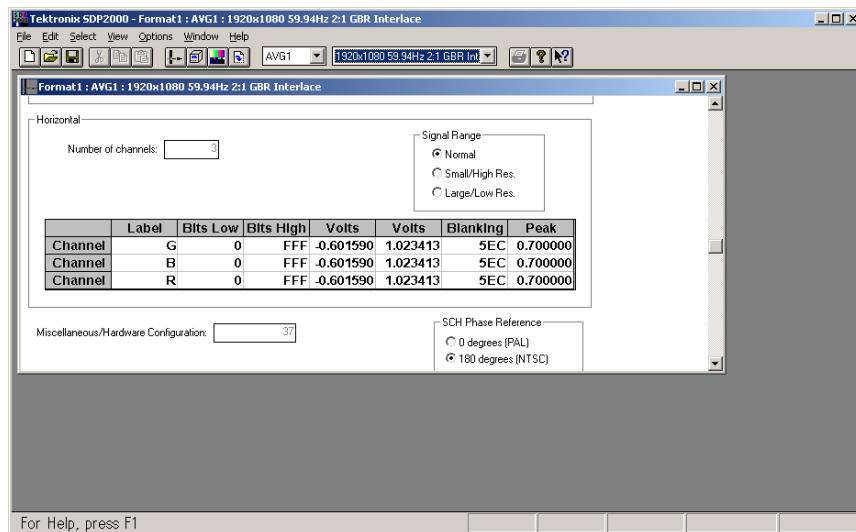 Tektronix SDP2000 - Format1 : AVG1 : 1920x1080 59.94Hz 2:1 GBR Interlace
File Edit Select View Options Window Help
AVG1 1920x1080 59.94Hz 2:1 GBR Int
Format1 : AVG1 : 1920x1080 59.94Hz 2:1 GBR Interlace
Horizontal
Number of channels: 3
Signal Range
Normal
Small/High Res.
Large/Low Res.
Label Bits Low Bits High Volts Volts Blanking Peak
Channel G 0 FFF -0.601590 1.023413 5EC 0.700000
Channel B 0 FFF -0.601590 1.023413 5EC 0.700000
Channel R 0 FFF -0.601590 1.023413 5EC 0.700000
Miscellaneous/Hardware Configuration: 37
SCH Phase Reference
0 degrees (PAL)
180 degrees (NTSC)
For Help, press F1